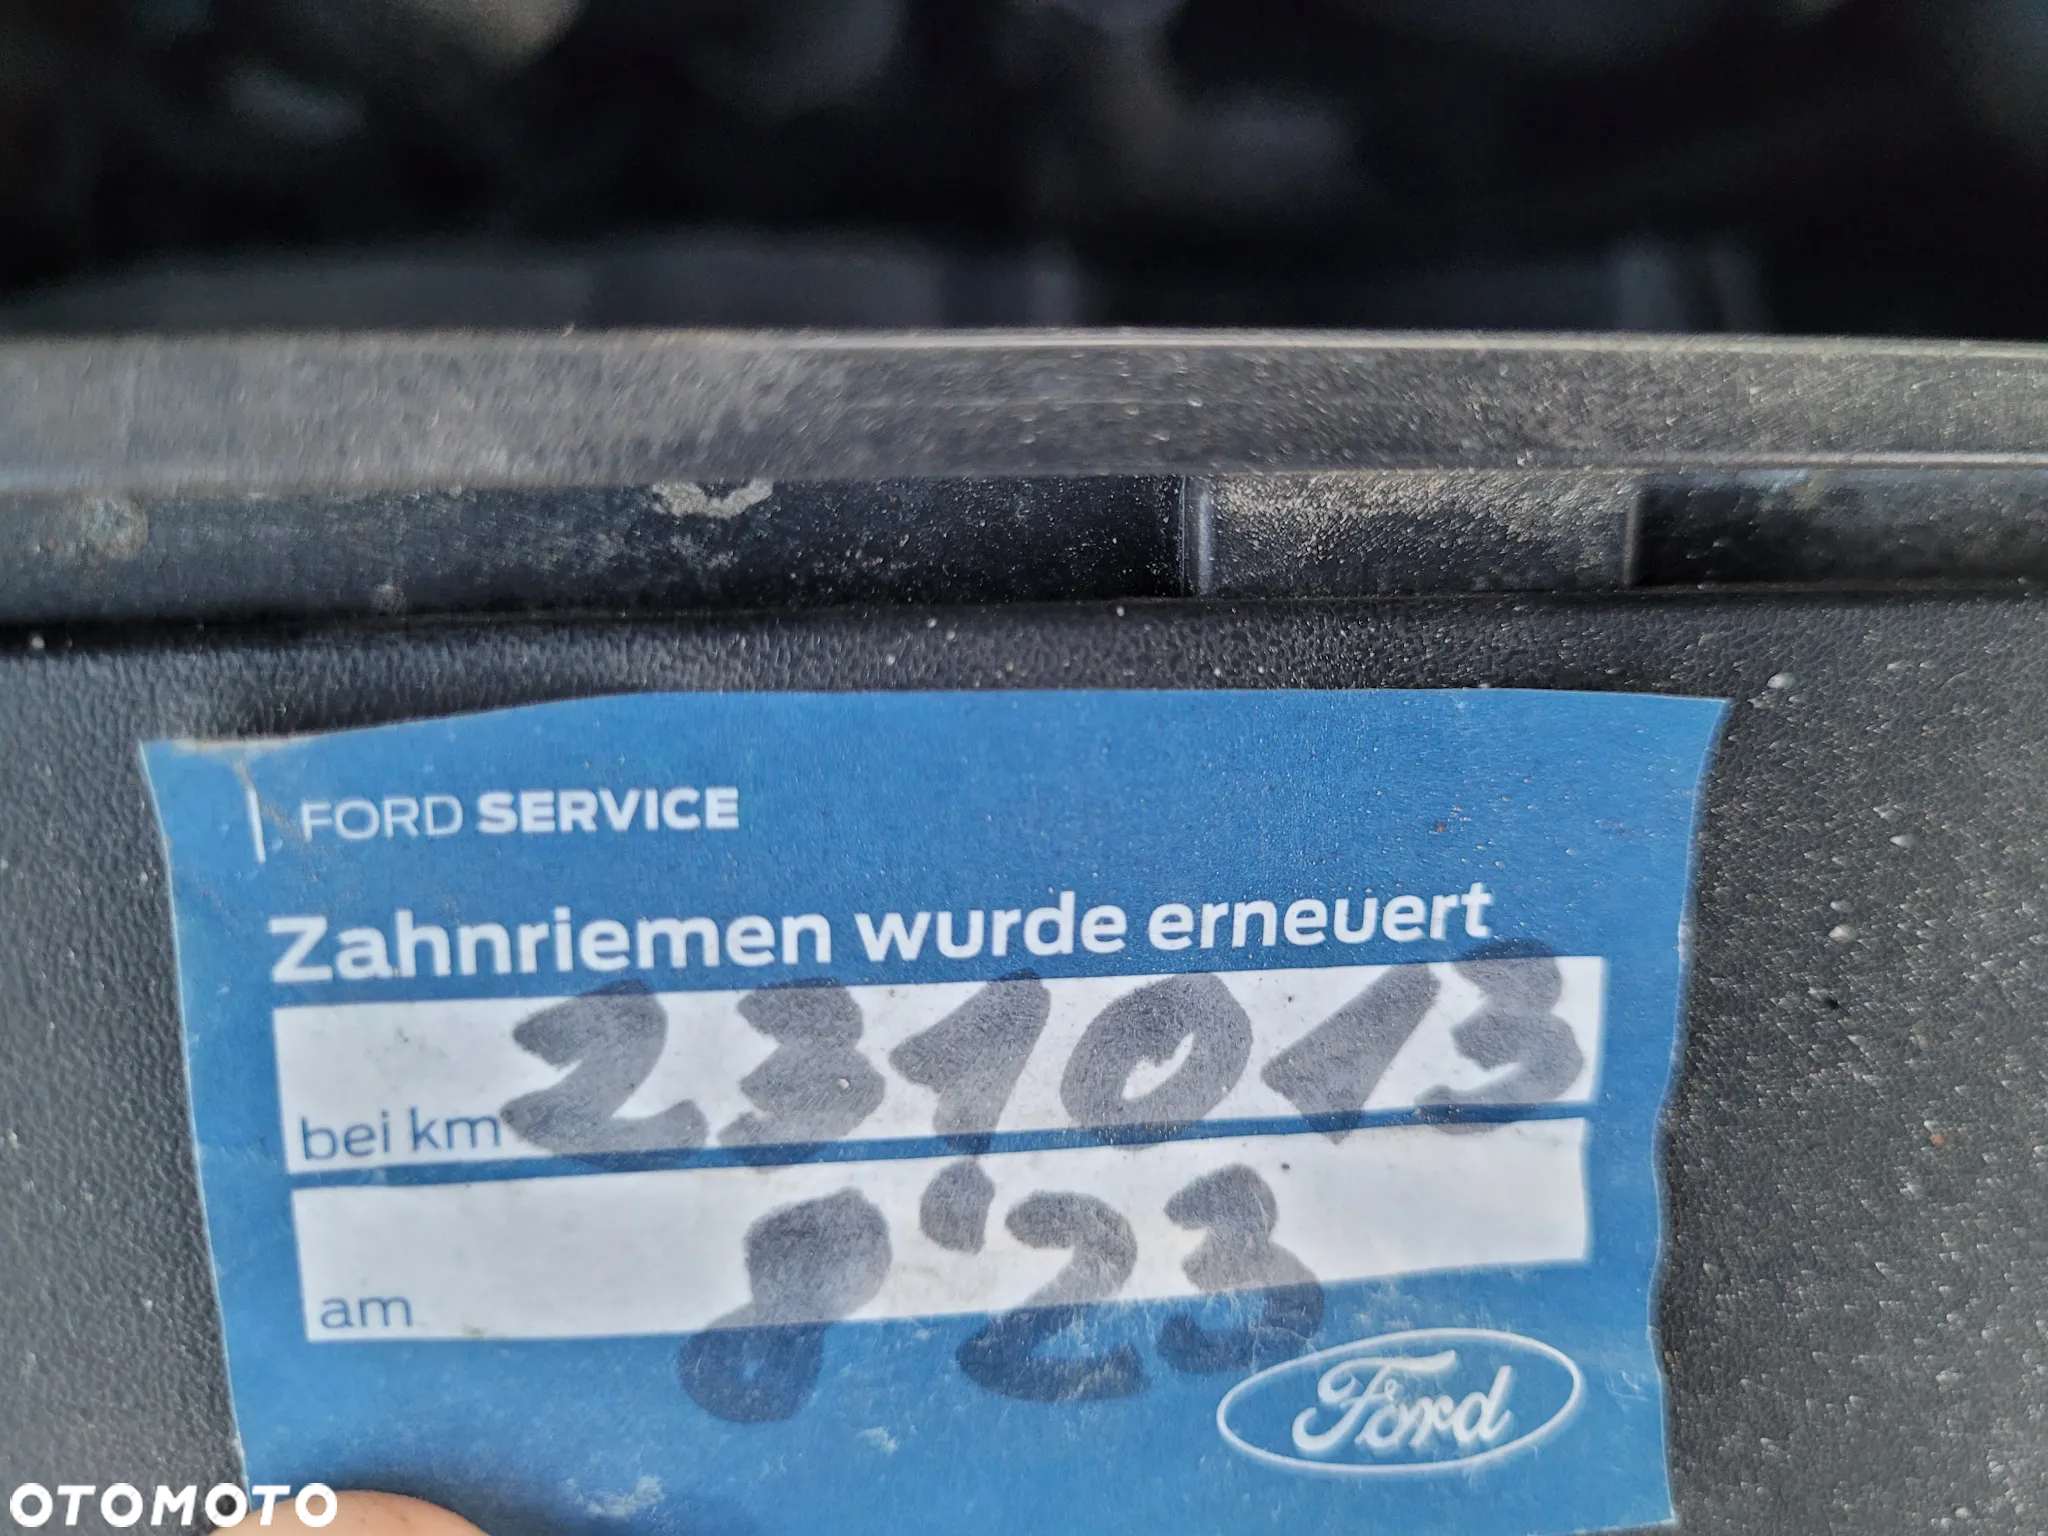 FORD SERVICE
Zahnriemen wurde erneuert
bei km 231013
am 8'23
Ford
OTOMOTO